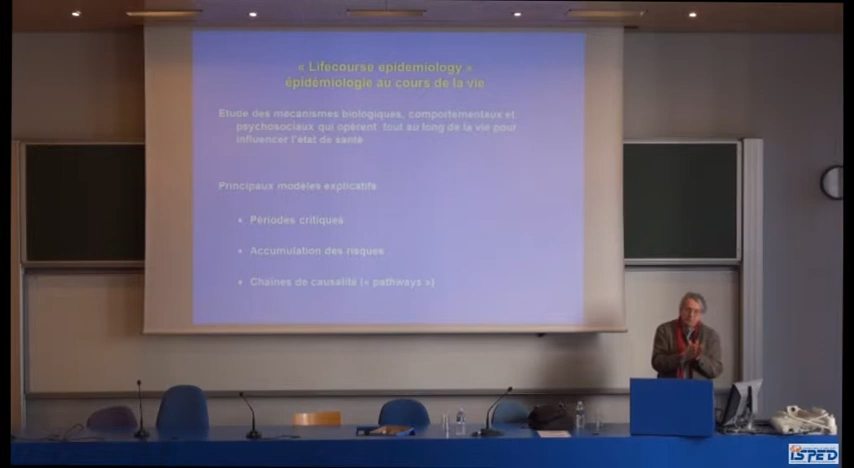 « Lifecourse epidemiology »
épidémiologie au cours de la vie
Etude des mécanismes biologiques, comportementaux et
psychosociaux qui opèrent tout au long de la vie pour
influencer l'état de santé
Principaux modèles explicatifs
• Périodes critiques
• Accumulation des risques
• Chaînes de causalité (« pathways »)
ISPED